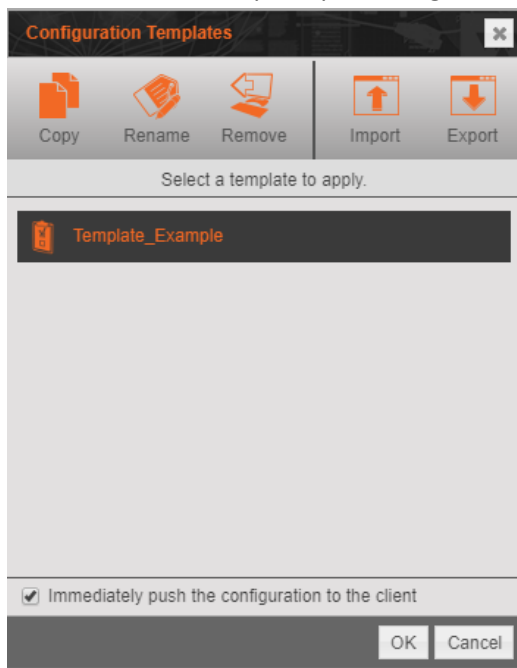 Configuration Templates
Copy Rename Remove Import Export
Select a template to apply.
Template_Example
Immediately push the configuration to the client
OK Cancel